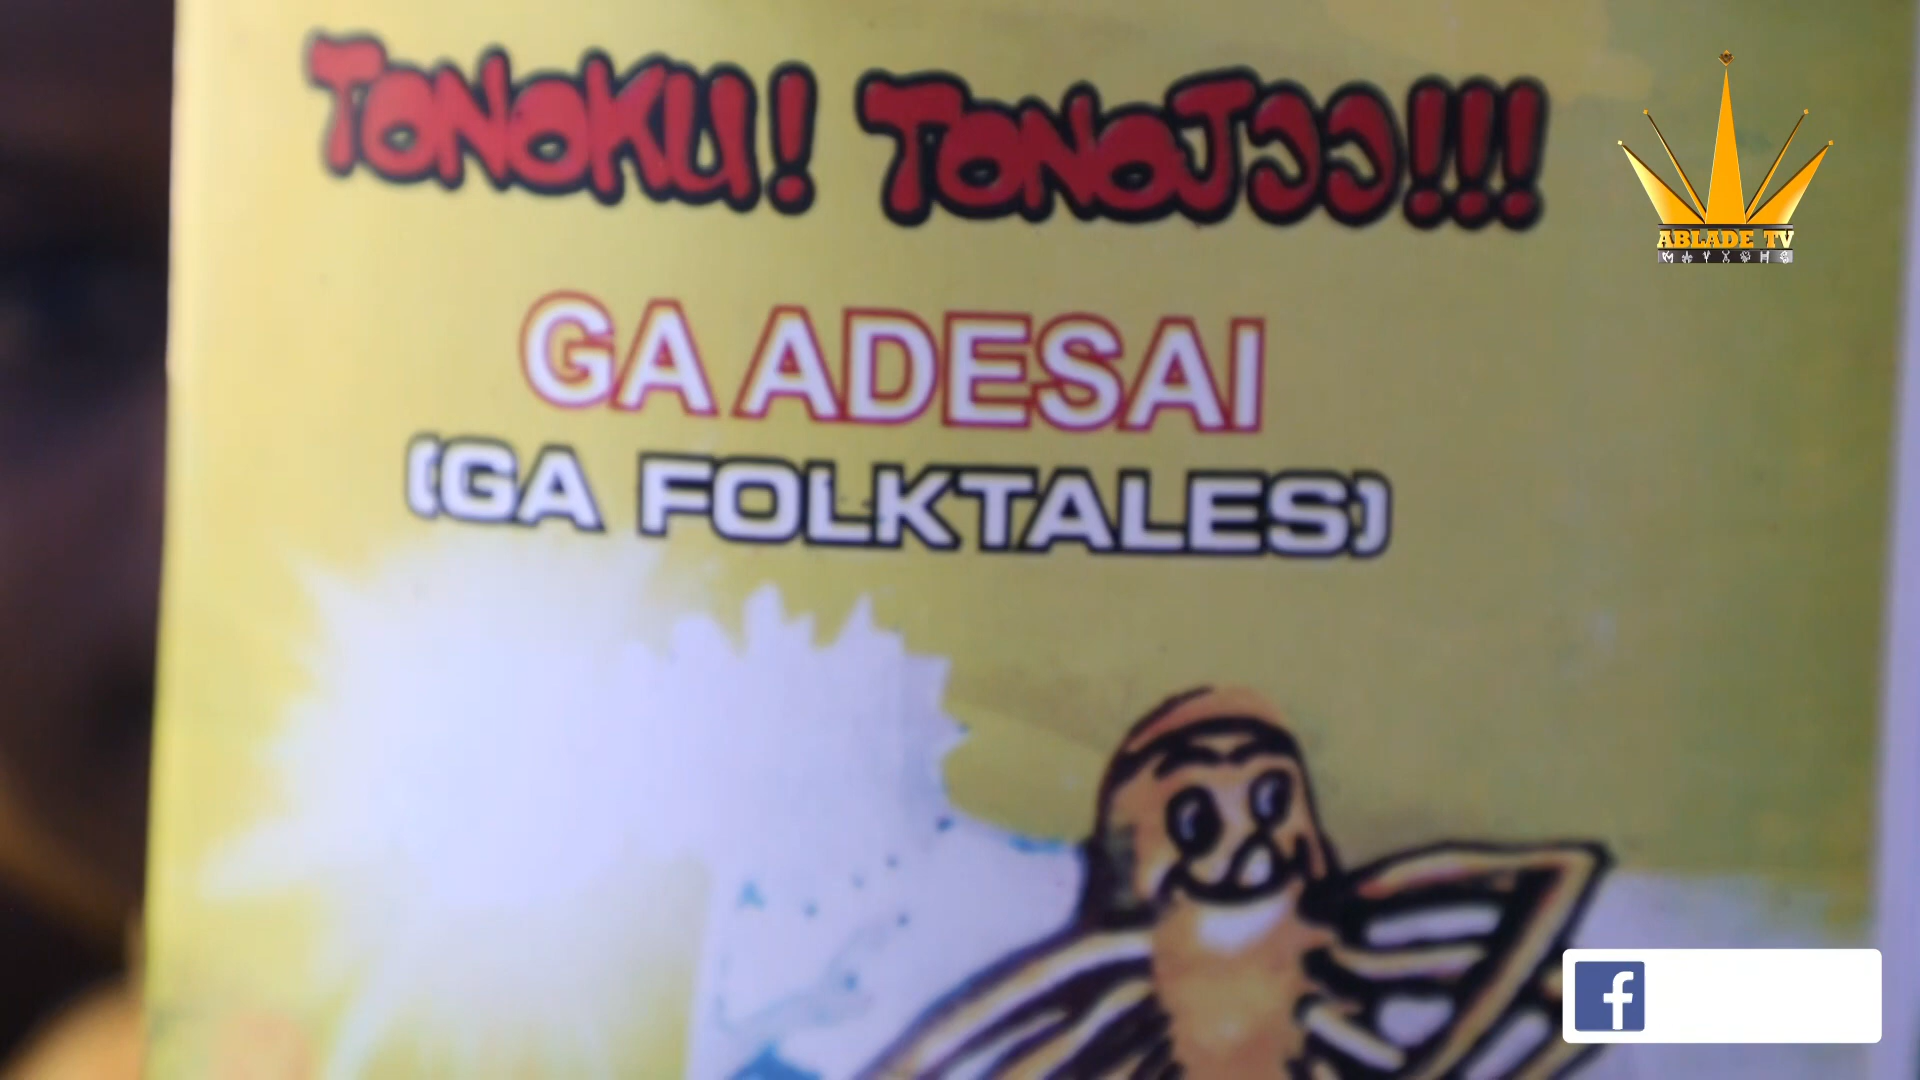 TONOKU! TONOJƆƆ!!!
GA ADESAI
(GA FOLKTALES)
ABLADE TV
f